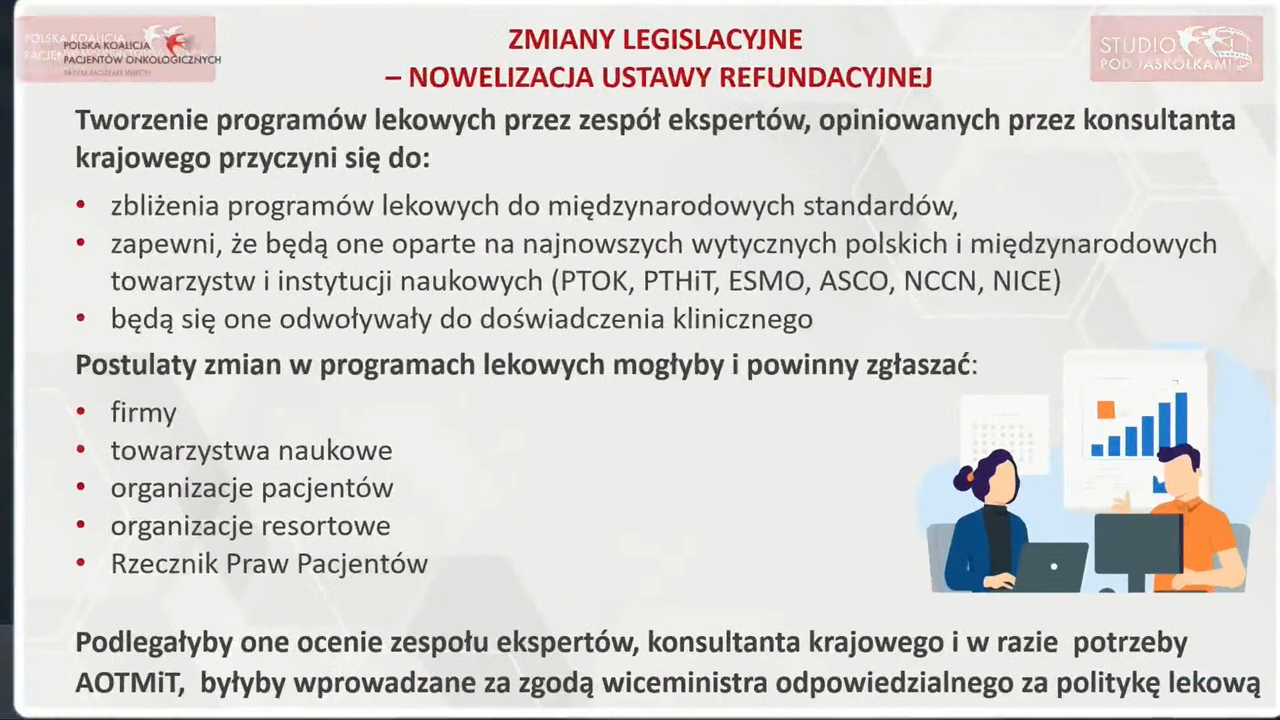 POLSKA KOALICJA
PACJENTÓW ONKOLOGICZNYCH
RAZEM MOŻEMY WIĘCEJ
STUDIO
POD JASKÓŁKAMI
ZMIANY LEGISLACYJNE
– NOWELIZACJA USTAWY REFUNDACYJNEJ
Tworzenie programów lekowych przez zespół ekspertów, opiniowanych przez konsultanta
krajowego przyczyni się do:
• zbliżenia programów lekowych do międzynarodowych standardów,
• zapewni, że będą one oparte na najnowszych wytycznych polskich i międzynarodowych
towarzystw i instytucji naukowych (PTOK, PTHiT, ESMO, ASCO, NCCN, NICE)
• będą się one odwoływały do doświadczenia klinicznego
Postulaty zmian w programach lekowych mogłyby i powinny zgłaszać:
• firmy
• towarzystwa naukowe
• organizacje pacjentów
• organizacje resortowe
• Rzecznik Praw Pacjentów
Podlegałyby one ocenie zespołu ekspertów, konsultanta krajowego i w razie  potrzeby
AOTMiT,  byłyby wprowadzane za zgodą wiceministra odpowiedzialnego za politykę lekową